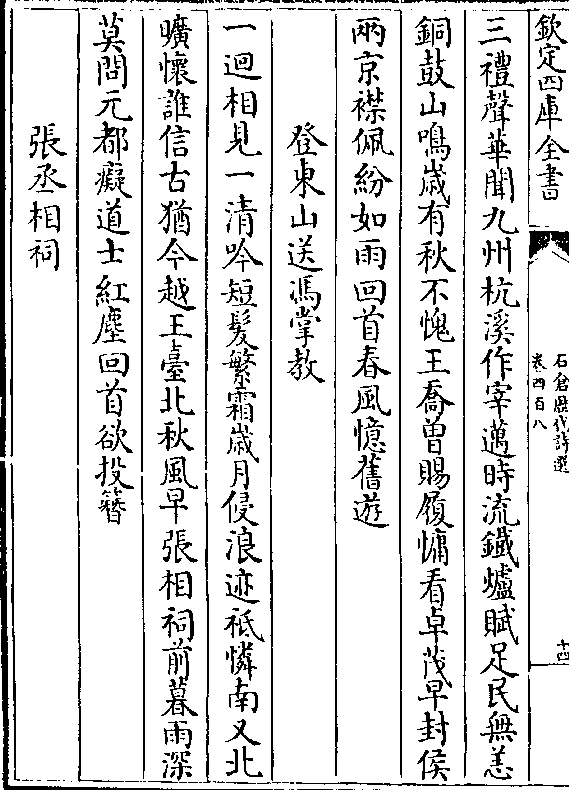 欽定四庫全書
石倉歷代詩選
卷四百八
十四
三禮聲華聞九州杭溪作宰邁時流鐵爐賦足民無恙
銅鼓山鳴歲有秋不愧王喬曽賜履慵看卓茂早封侯
兩京襟佩紛如雨回首春風憶舊遊
登東山送馮掌教
一迴相見一清吟短髪繁霜歲月侵浪迹祗憐南又北
曠懷誰信古猶今越王臺北秋風早張相祠前暮雨深
莫問元都癡道士紅塵回首欲投簪
張丞相祠